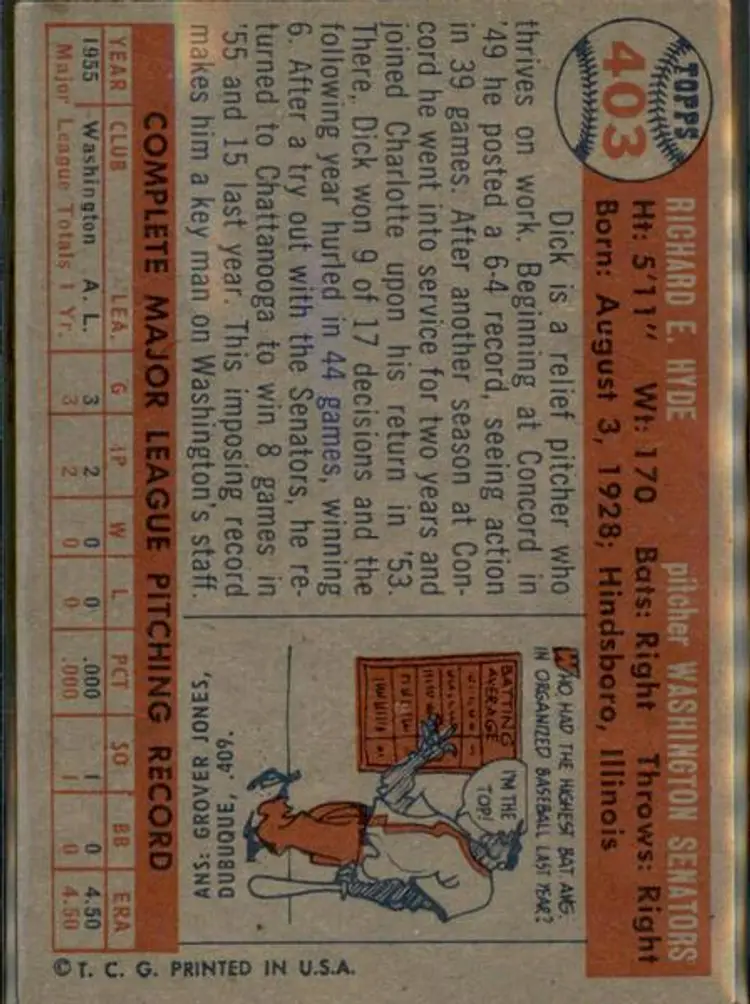 TOPPS
403
RICHARD E. HYDE pitcher WASHINGTON SENATORS
Ht: 5'11" Wt: 170 Bats: Right Throws: Right
Born: August 3, 1928; Hindsboro, Illinois
Dick is a relief pitcher who
thrives on work. Beginning at Concord in
'49 he posted a 6-4 record, seeing action
in 39 games. After another season at Con-
cord he went into service for two years and
joined Charlotte upon his return in '53.
There, Dick won 9 of 17 decisions and the
following year hurled in 44 games, winning
6. After a try out with the Senators, he re-
turned to Chattanooga to win 8 games in
'55 and 15 last year. This imposing record
makes him a key man on Washington's staff.
WHO, HAD THE HIGHEST BAT AVG.
IN ORGANIZED BASEBALL LAST YEAR?
BATTING
AVERAGE
I'M THE
TOP!
ANS: GROVER JONES,
DUBUQUE, .409.
COMPLETE MAJOR LEAGUE PITCHING RECORD
YEAR CLUB LEA. G IP W L PCT SO BB ERA
1955 Washington A. L. 3 2 0 0 .000 1 0 4.50
Major League Totals 1 Yr. 3 2 0 0 .000 1 0 4.50
© T. C. G. PRINTED IN U.S.A.